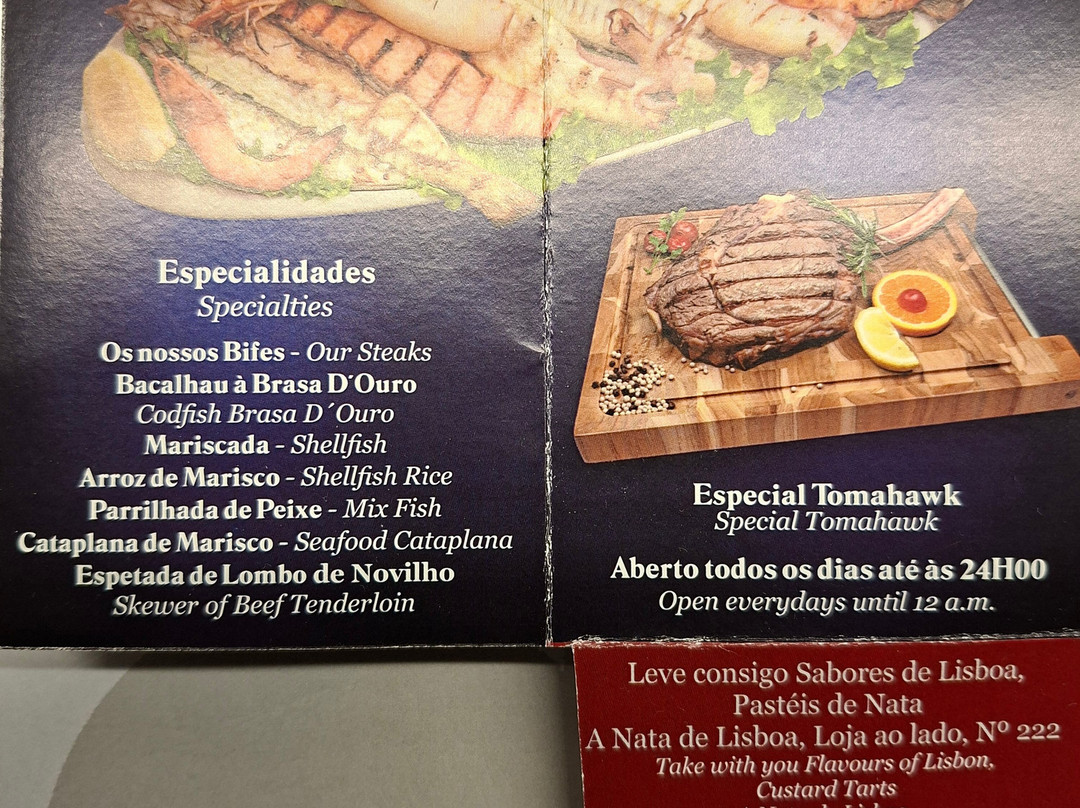 Especialidades
Specialties
Os nossos Bifes - Our Steaks
Bacalhau à Brasa D´Ouro
Codfish Brasa D´Ouro
Mariscada - Shellfish
Arroz de Marisco - Shellfish Rice
Parrilhada de Peixe - Mix Fish
Cataplana de Marisco - Seafood Cataplana
Espetada de Lombo de Novilho
Skewer of Beef Tenderloin
Especial Tomahawk
Special Tomahawk
Aberto todos os dias até às 24H00
Open everydays until 12 a.m.
Leve consigo Sabores de Lisboa,
Pastéis de Nata
A Nata de Lisboa, Loja ao lado, Nº 222
Take with you Flavours of Lisbon,
Custard Tarts